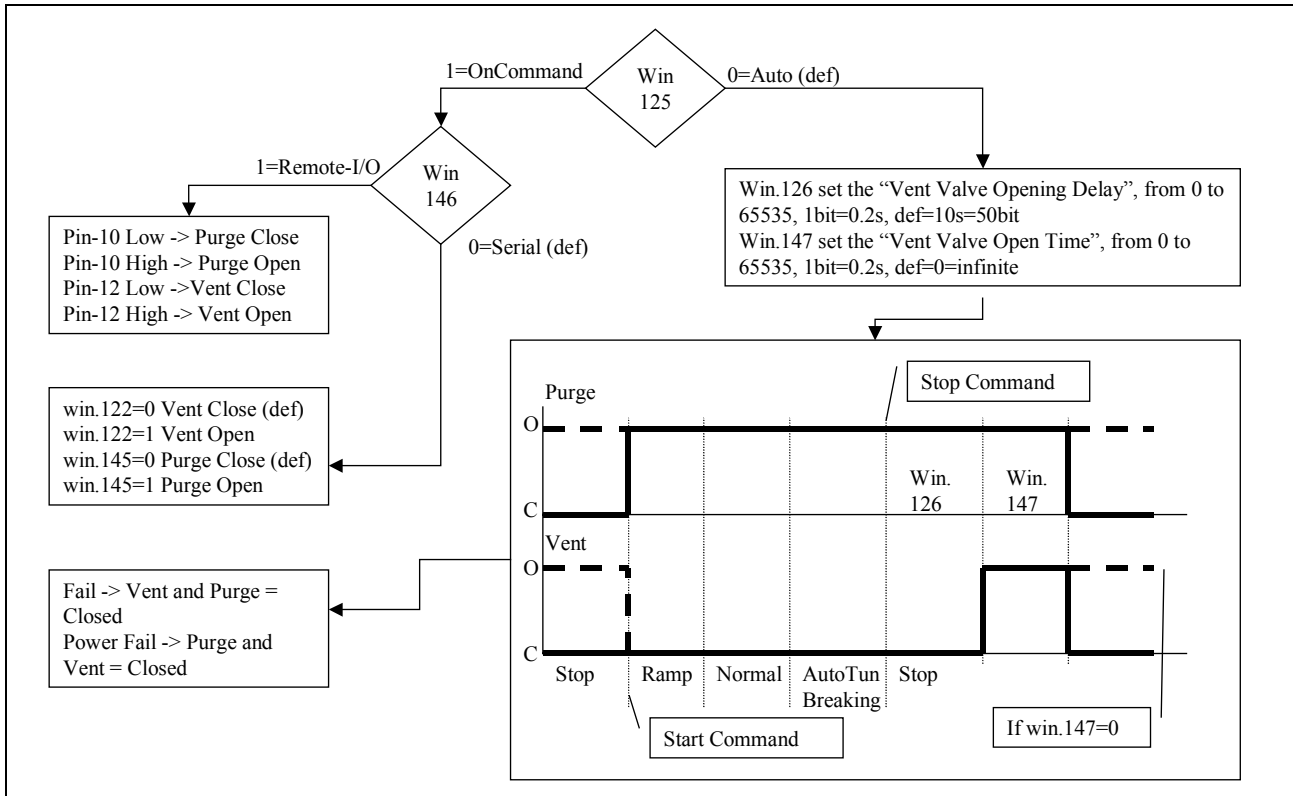 1=OnCommand
Win
125
0=Auto (def)
1=Remote-I/O
Win
146
0=Serial (def)
Pin-10 Low -> Purge Close
Pin-10 High -> Purge Open
Pin-12 Low ->Vent Close
Pin-12 High -> Vent Open
Win.126 set the “Vent Valve Opening Delay”, from 0 to
65535, 1bit=0.2s, def=10s=50bit
Win.147 set the “Vent Valve Open Time”, from 0 to
65535, 1bit=0.2s, def=0=infinite
win.122=0 Vent Close (def)
win.122=1 Vent Open
win.145=0 Purge Close (def)
win.145=1 Purge Open
Fail -> Vent and Purge =
Closed
Power Fail -> Purge and
Vent = Closed
Stop Command
Purge
O
Win.
126
Win.
147
C
Vent
O
C
Stop
Ramp
Normal
AutoTun
Breaking
Stop
Start Command
If win.147=0